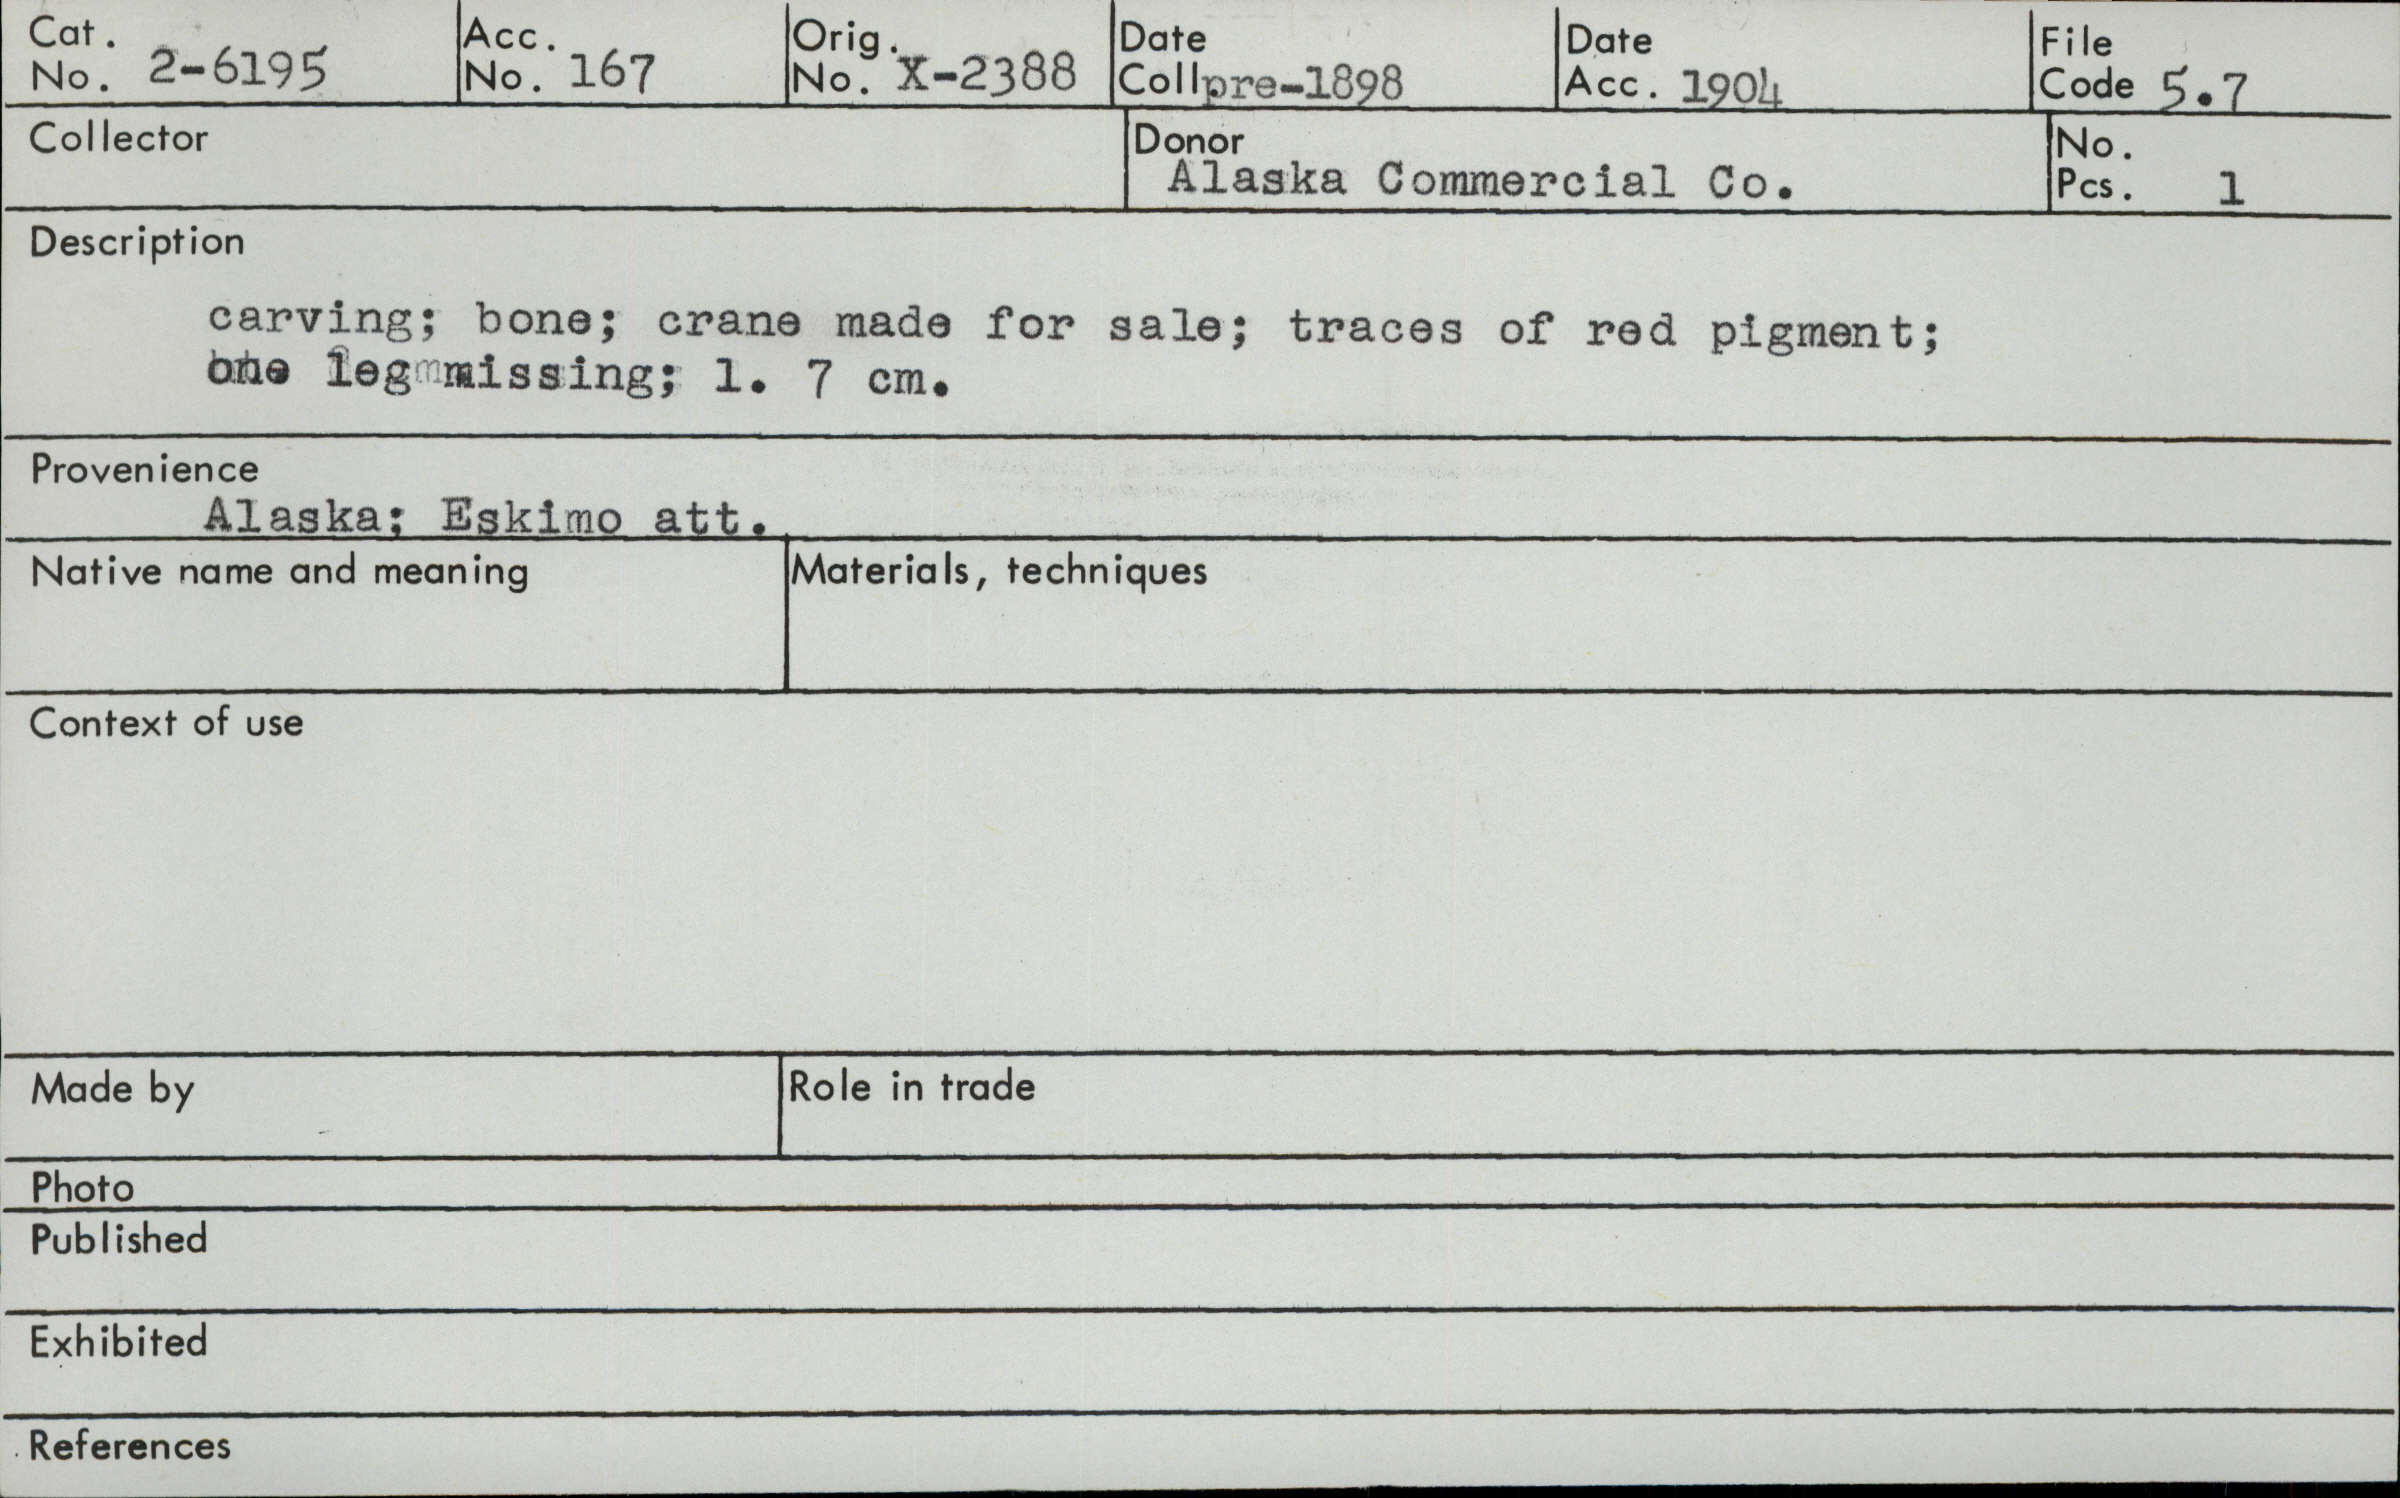 Cat. No. 2-6195 Acc. No. 167 Orig. No. X-2388 Date Coll pre-1898 Date Acc. 1904 File Code 5.7
Collector
Donor Alaska Commercial Co.
No. Pcs. 1
Description
carving; bone; crane made for sale; traces of red pigment;
one leg missing; l. 7 cm.
Provenience
Alaska; Eskimo att.
Native name and meaning
Materials, techniques
Context of use
Made by
Role in trade
Photo
Published
Exhibited
References